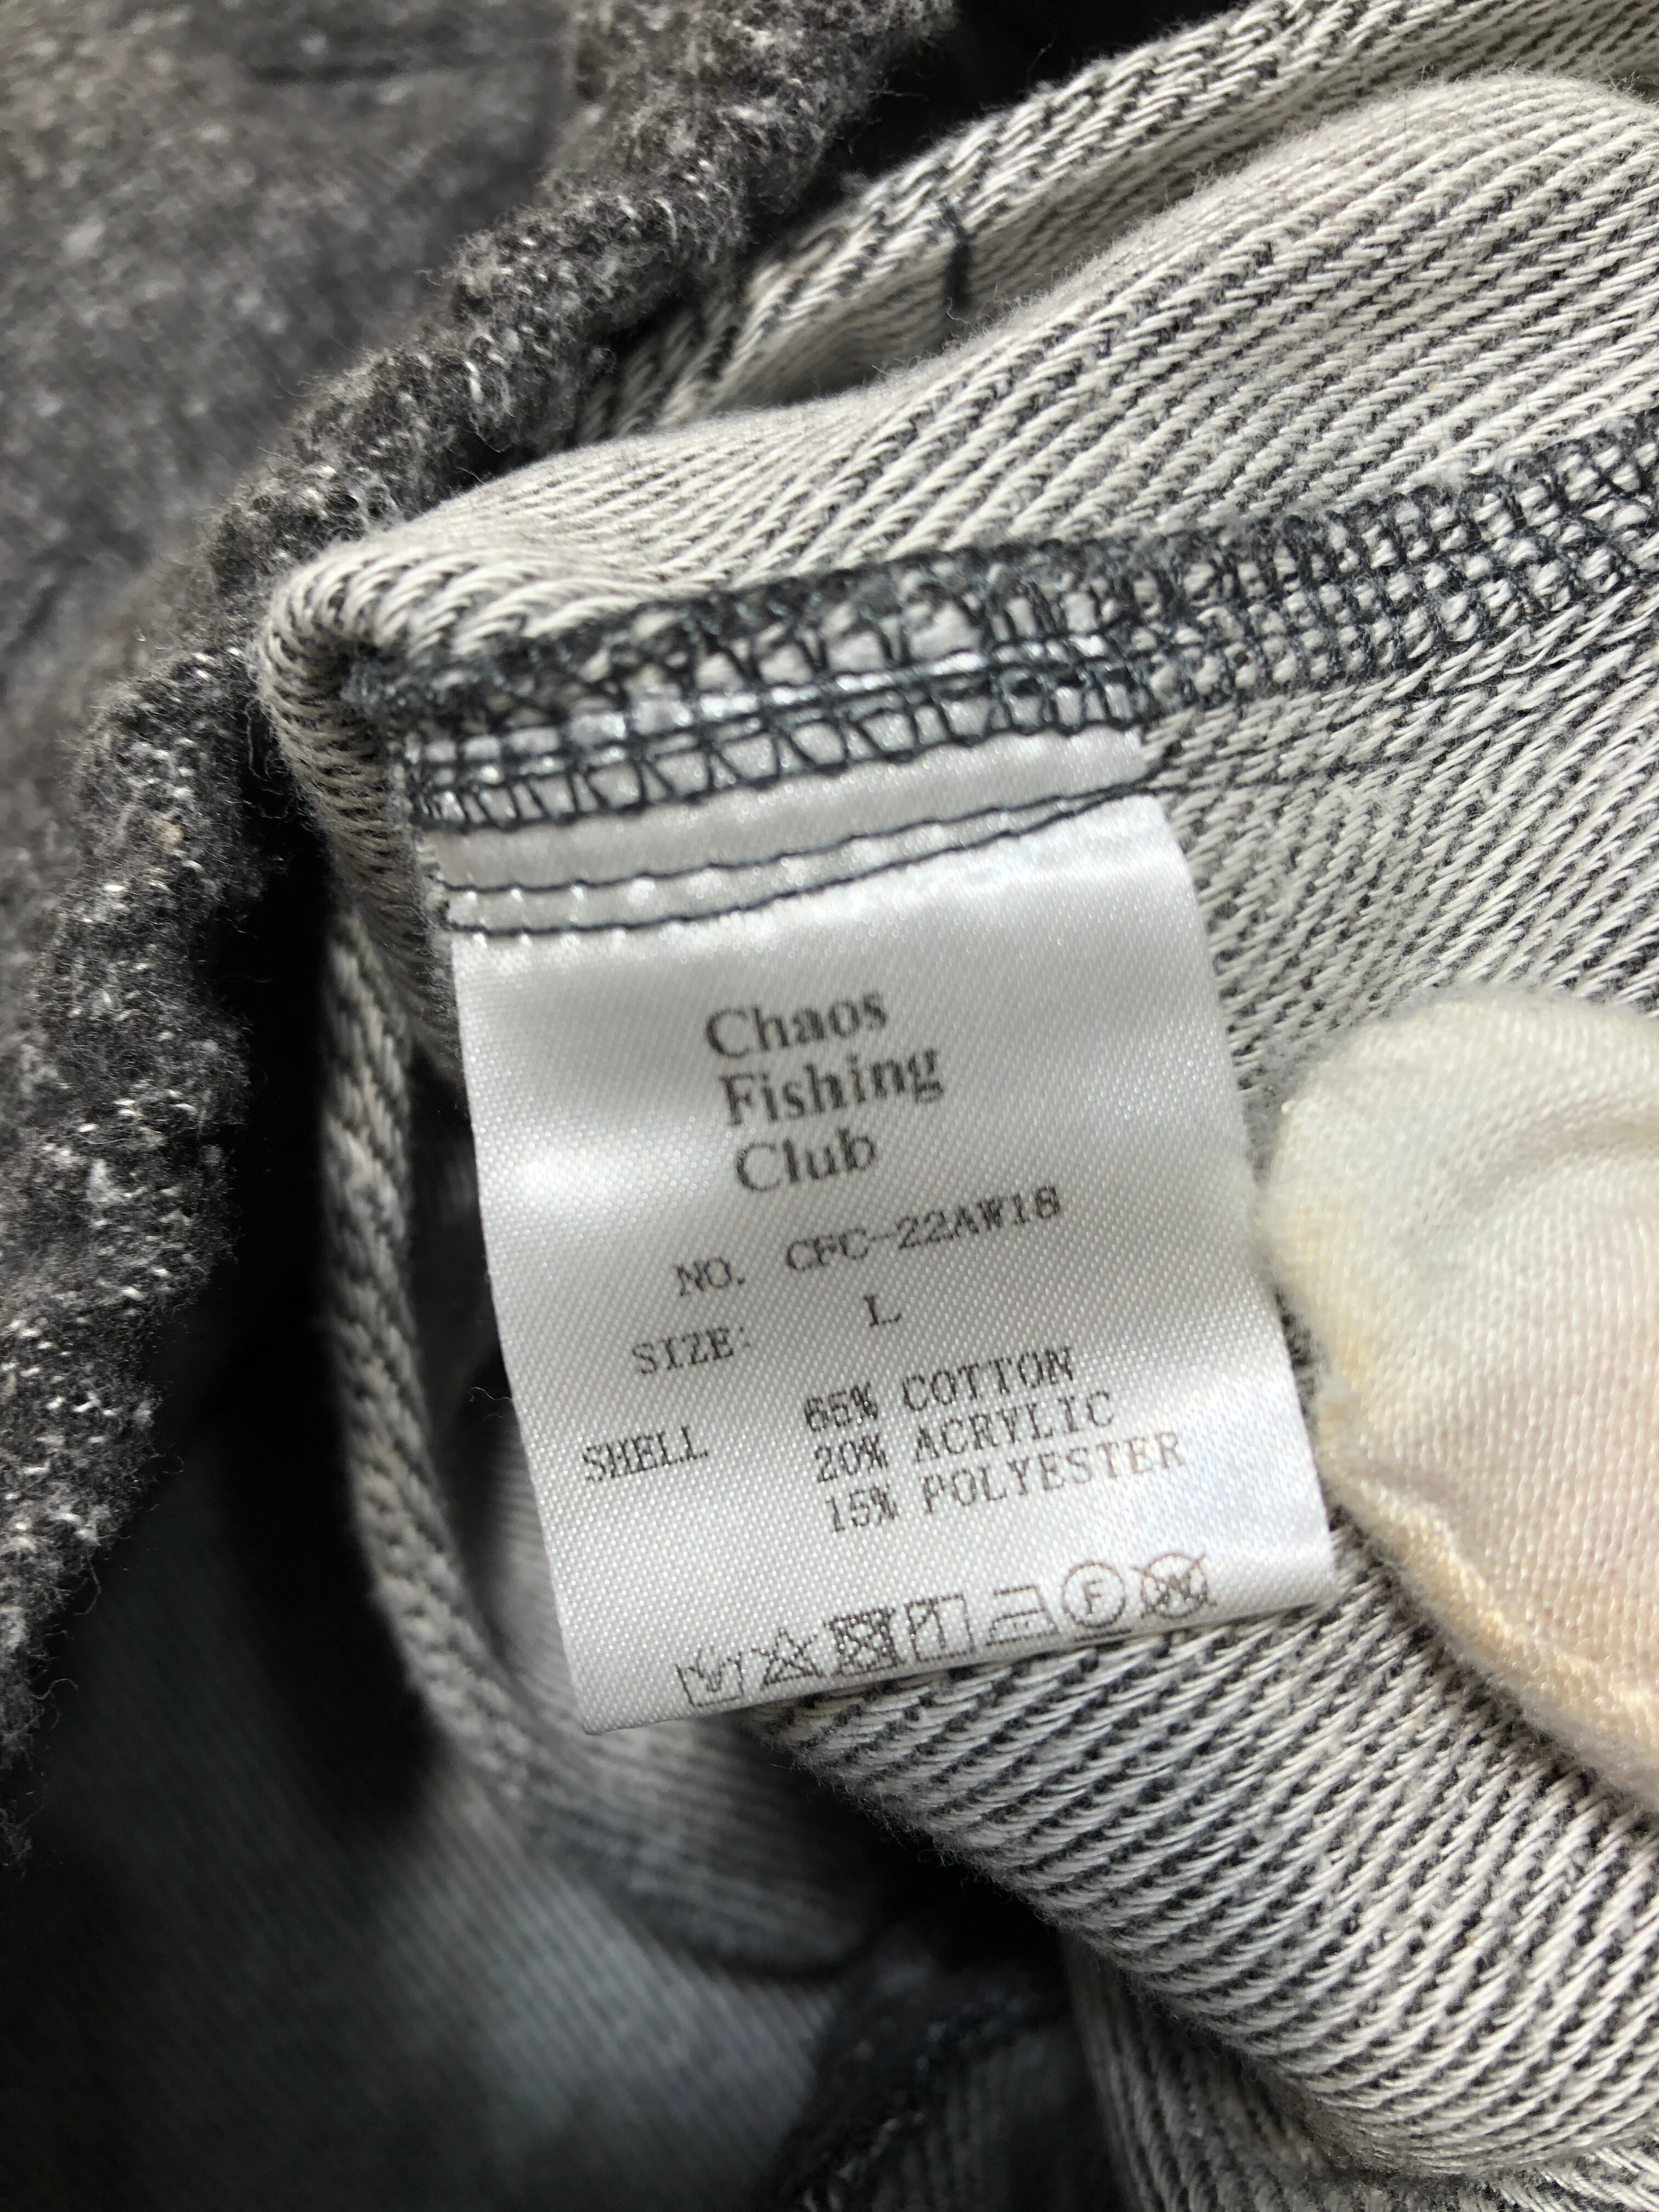 Chaos
Fishing
Club
NO. CFC-22AW18
SIZE: L
SHELL 65% COTTON
20% ACRYLIC
15% POLYESTER
F W